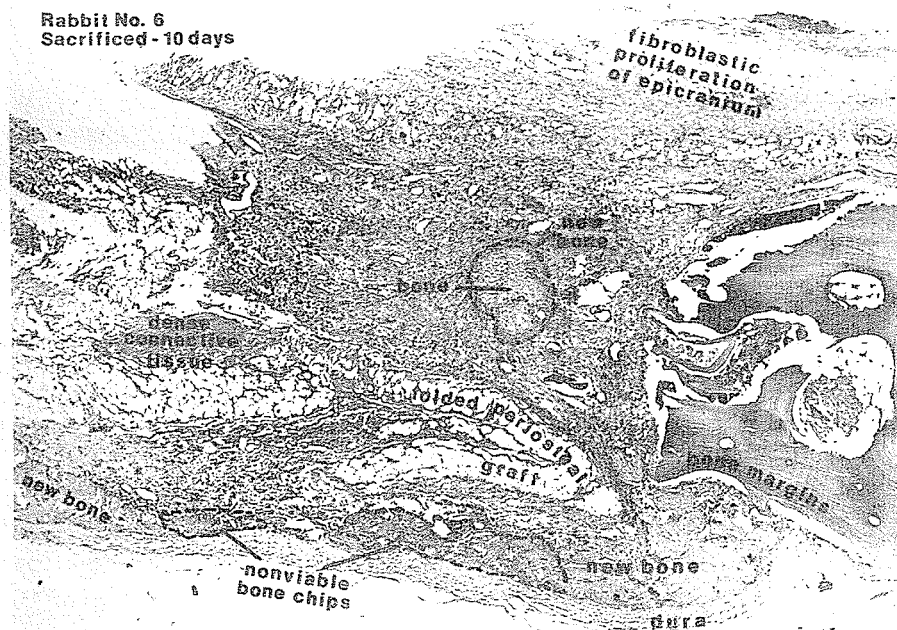 Rabbit No. 6
Sacrificed - 10 days
fibroblastic
proliferation
of epicranium
new
bone
bone
dense
connective
tissue
folded periosteal
graft
bone margins
new bone
nonviable
bone chips
new bone
dura